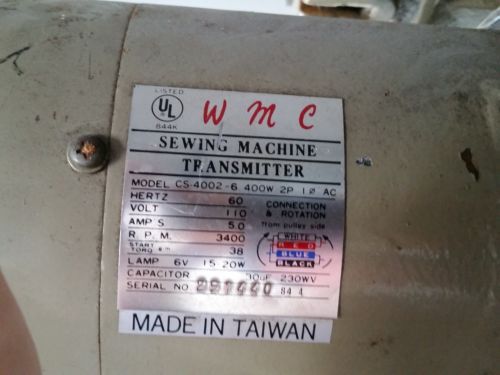 LISTED
UL
844K
W M C
SEWING MACHINE
TRANSMITTER
MODEL CS-4002-6 400W 2P 1Ø AC
HERTZ 60
VOLT 110
AMP'S 5.0
R. P. M. 3400
START TORQ 38
LAMP 6V 15-20W
CAPACITOR 30UF 230WV
SERIAL NO 84 4
CONNECTION
& ROTATION
from pulley side
WHITE
RED
BLUE
BLACK
MADE IN TAIWAN